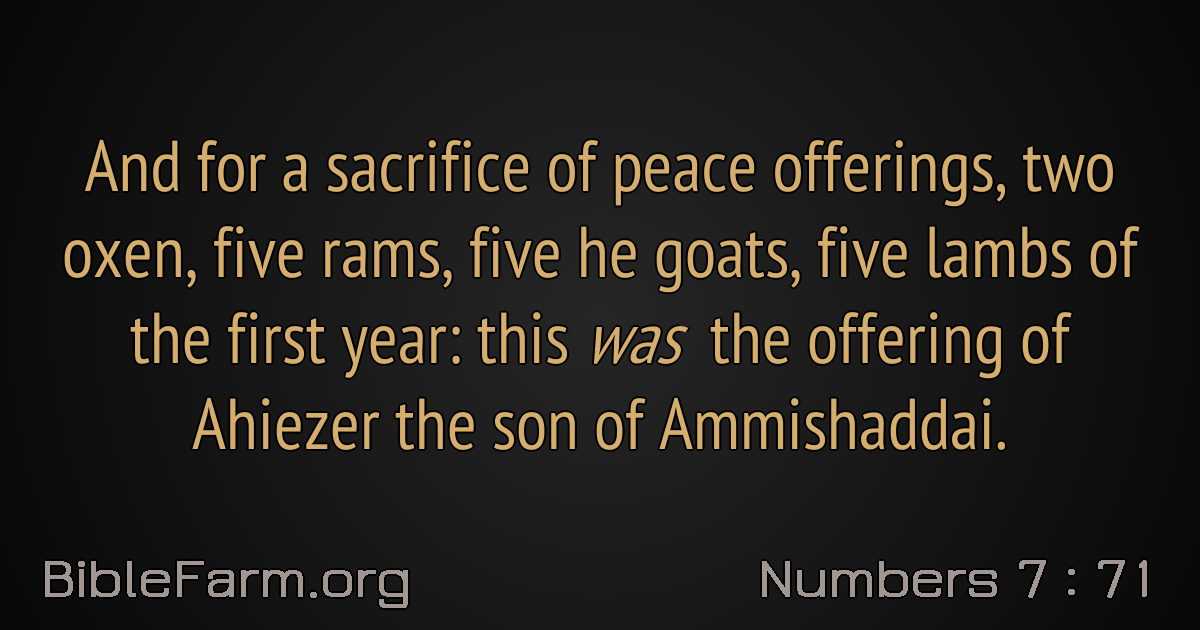 And for a sacrifice of peace offerings, two
oxen, five rams, five he goats, five lambs of
the first year: this was the offering of
Ahiezer the son of Ammishaddai.
BibleFarm.org
Numbers 7 : 71